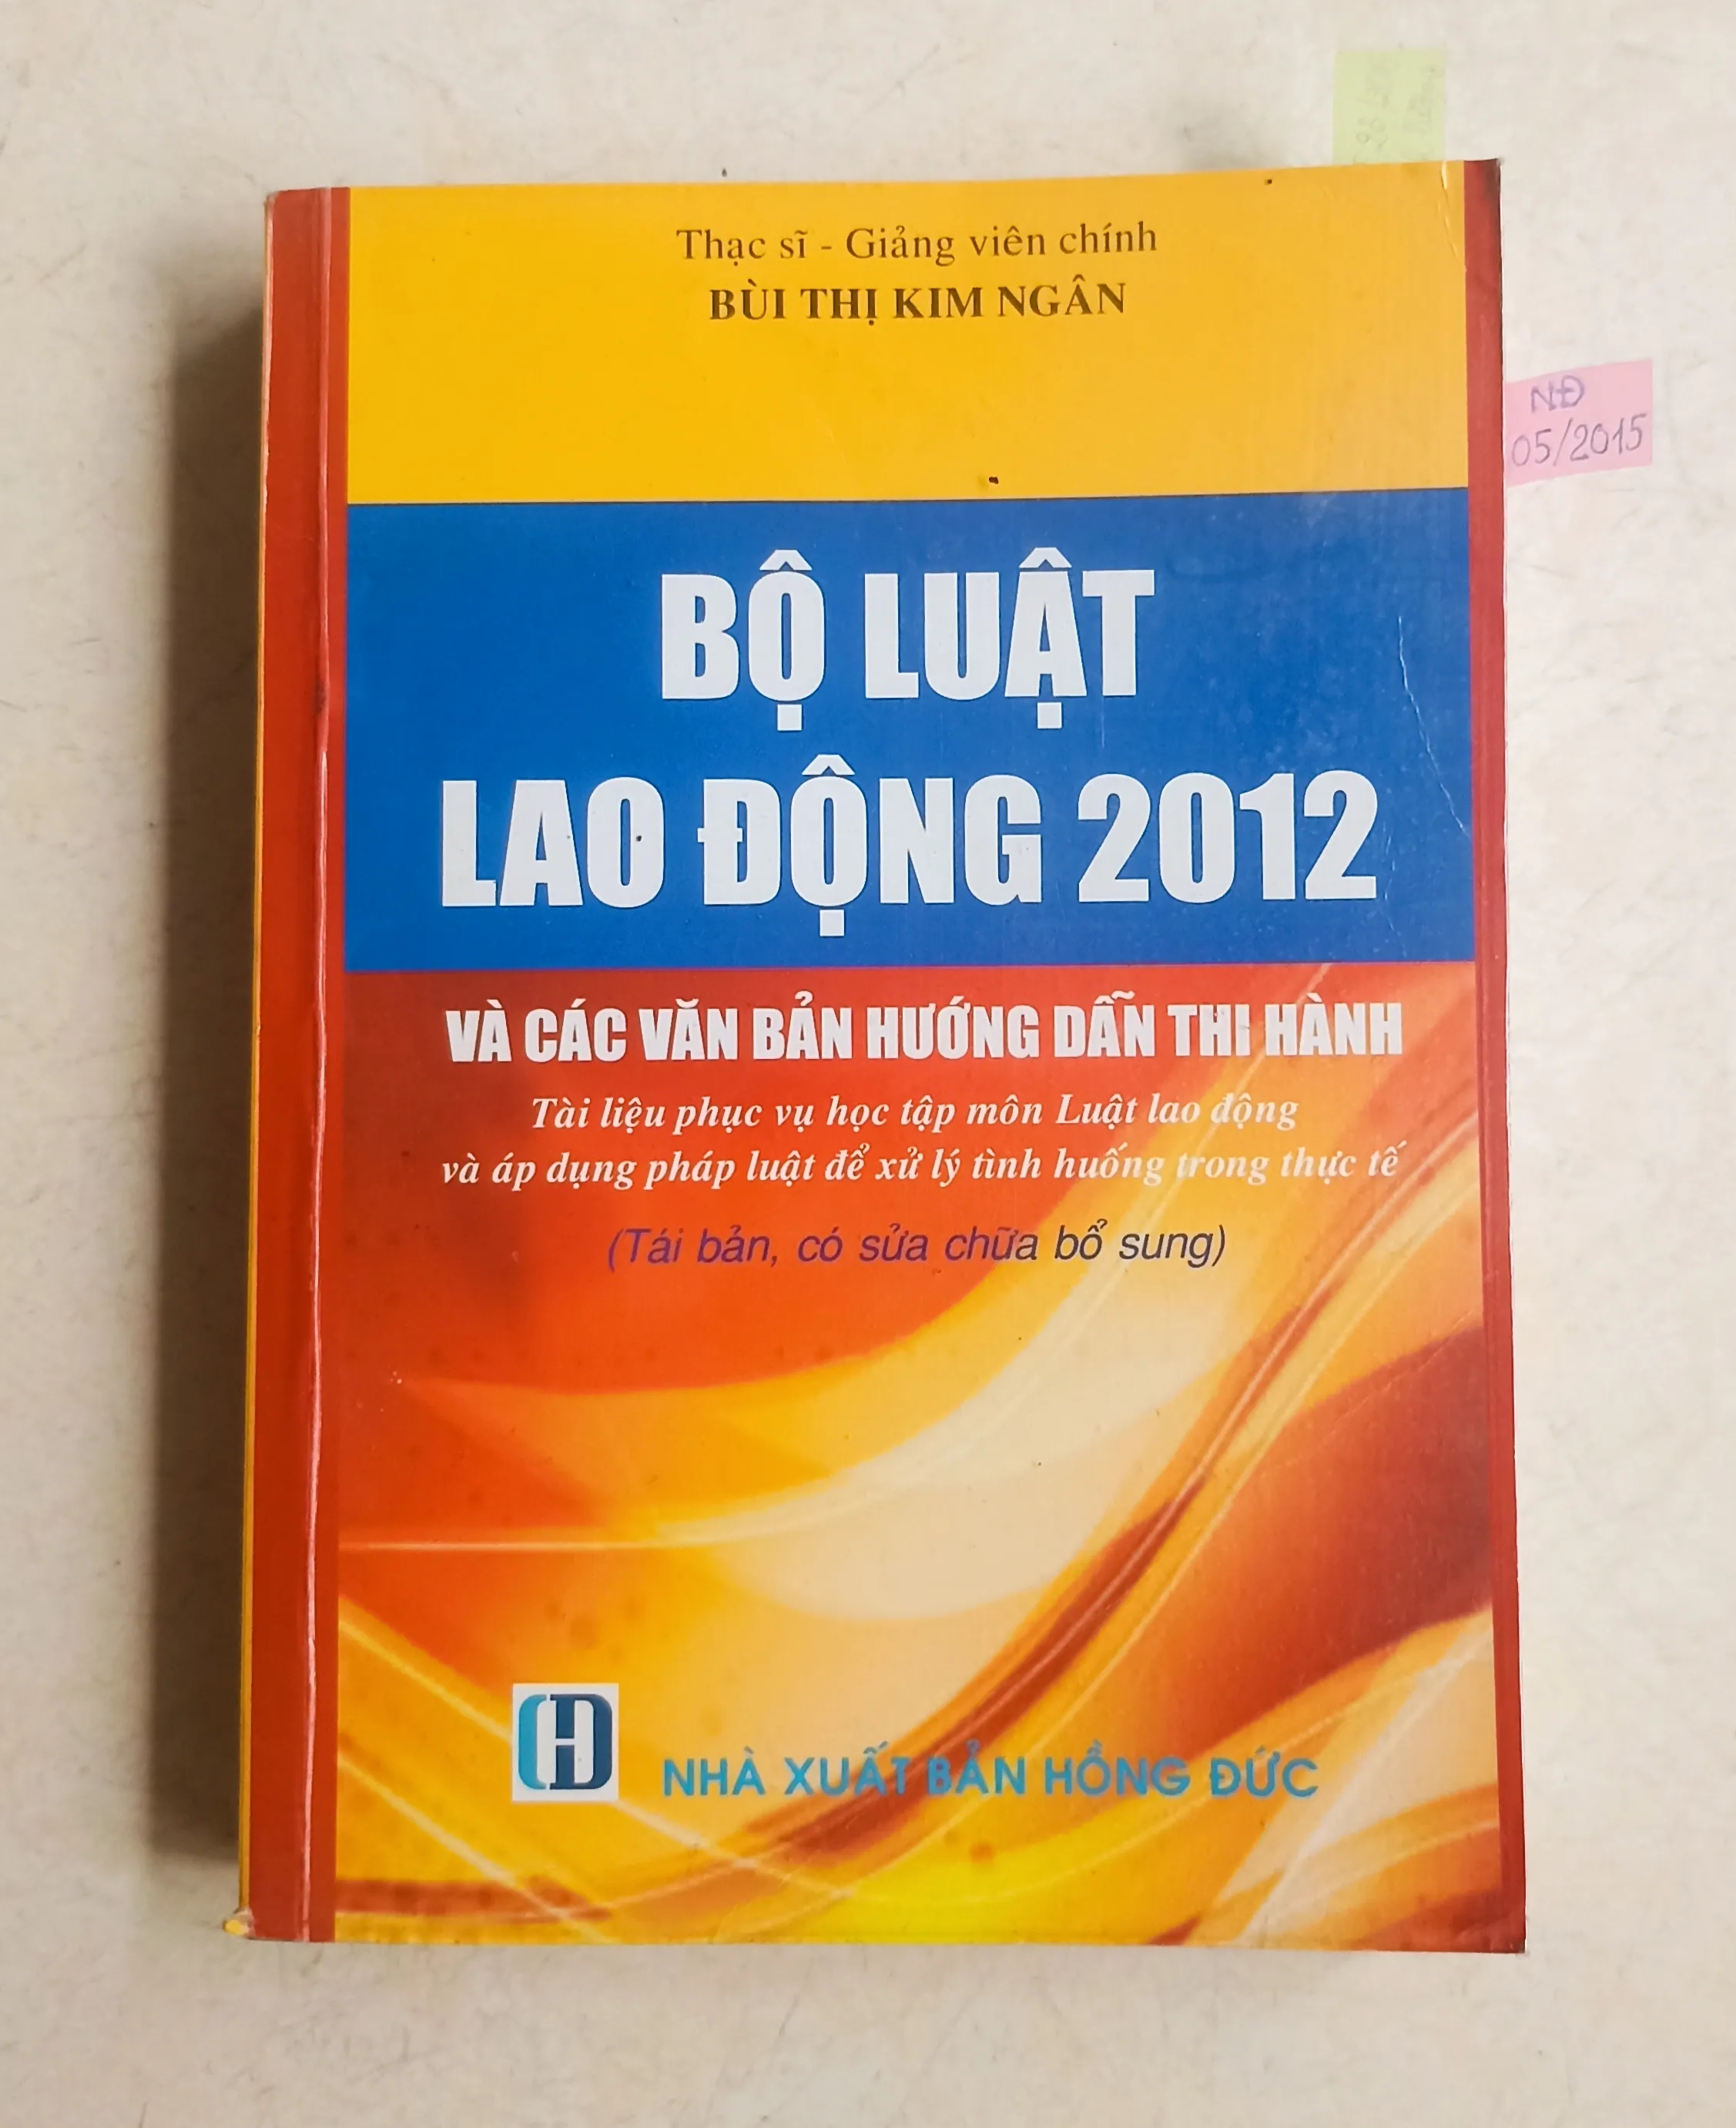 Thạc sĩ - Giảng viên chính
BÙI THỊ KIM NGÂN
NĐ
05/2015
BỘ LUẬT
LAO ĐỘNG 2012
VÀ CÁC VĂN BẢN HƯỚNG DẪN THI HÀNH
Tài liệu phục vụ học tập môn Luật lao động
và áp dụng pháp luật để xử lý tình huống trong thực tế
(Tái bản, có sửa chữa bổ sung)
NHÀ XUẤT BẢN HỒNG ĐỨC